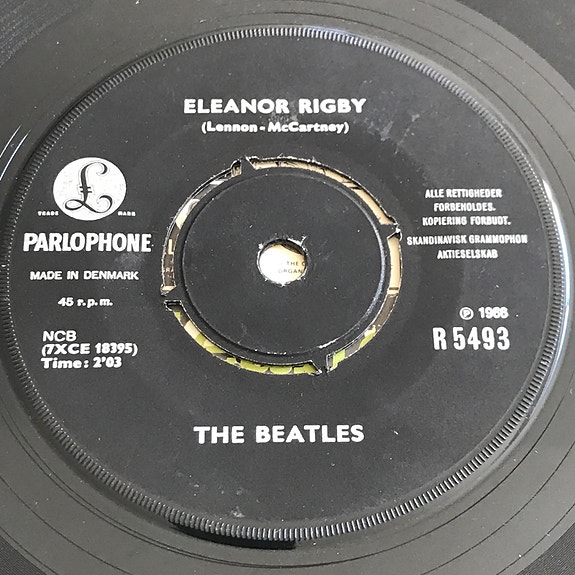 ELEANOR RIGBY
(Lennon - McCartney)
£
TRADE MARK
PARLOPHONE
MADE IN DENMARK
45 r.p.m.
NCB
(7XCE 18395)
Time: 2'03
ALLE RETTIGHEDER
FORBEHOLDES.
KOPIERING FORBUDT.
SKANDINAVISK GRAMMOPHON
AKTIESELSKAB
℗ 1966
R 5493
THE BEATLES
THE